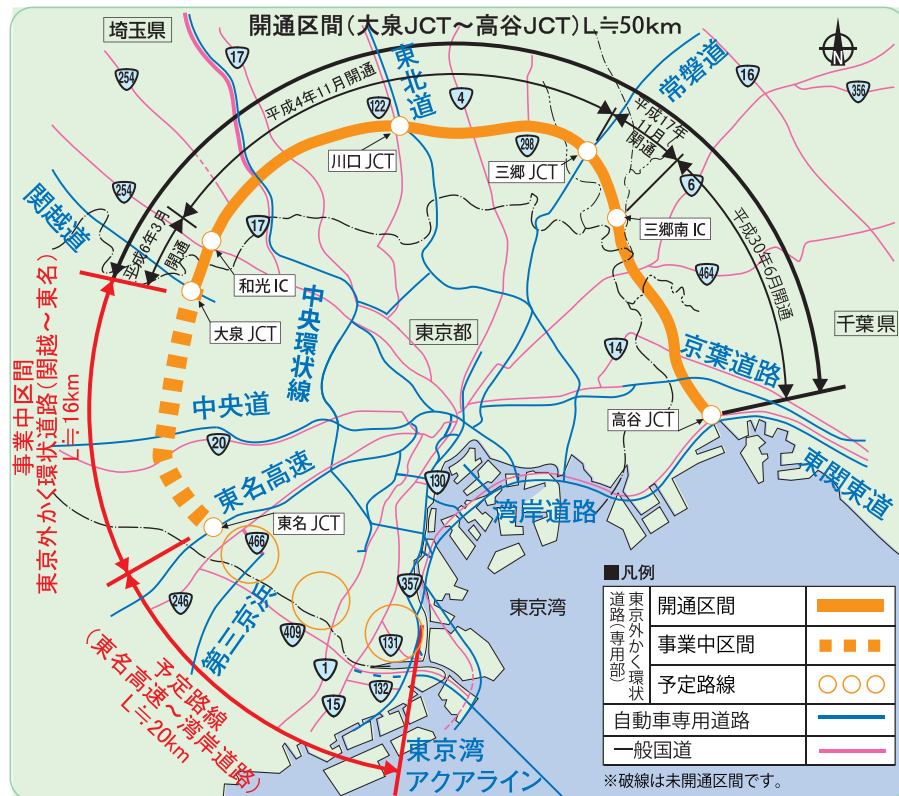 開通区間(大泉JCT～高谷JCT)L≒50km
埼玉県
N
17
254
122
東北道
4
常磐道
16
356
平成4年11月開通
平成17年11月開通
298
川口JCT
三郷JCT
6
254
関越道
17
三郷南IC
平成6年3月開通
平成30年6月開通
和光IC
464
大泉JCT
中央環状線
東京都
千葉県
14
京葉道路
事業中区間
東京外かく環状道路(関越～東名)
L≒16km
中央道
20
高谷JCT
東名高速
130
湾岸道路
東関東道
東名JCT
466
357
東京湾
246
第三京浜
409
131
1
132
15
予定路線
(東名高速～湾岸道路)
L≒20km
東京湾
アクアライン
■凡例
東京外かく環状道路(専用部)
開通区間
事業中区間
予定路線
自動車専用道路
一般国道
※破線は未開通区間です。